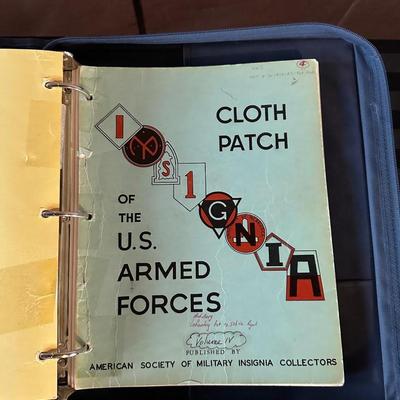 CLOTH
PATCH
INSIGNIA
OF
THE
U.S.
ARMED
FORCES
Volume IV
PUBLISHED BY
AMERICAN SOCIETY OF MILITARY INSIGNIA COLLECTORS